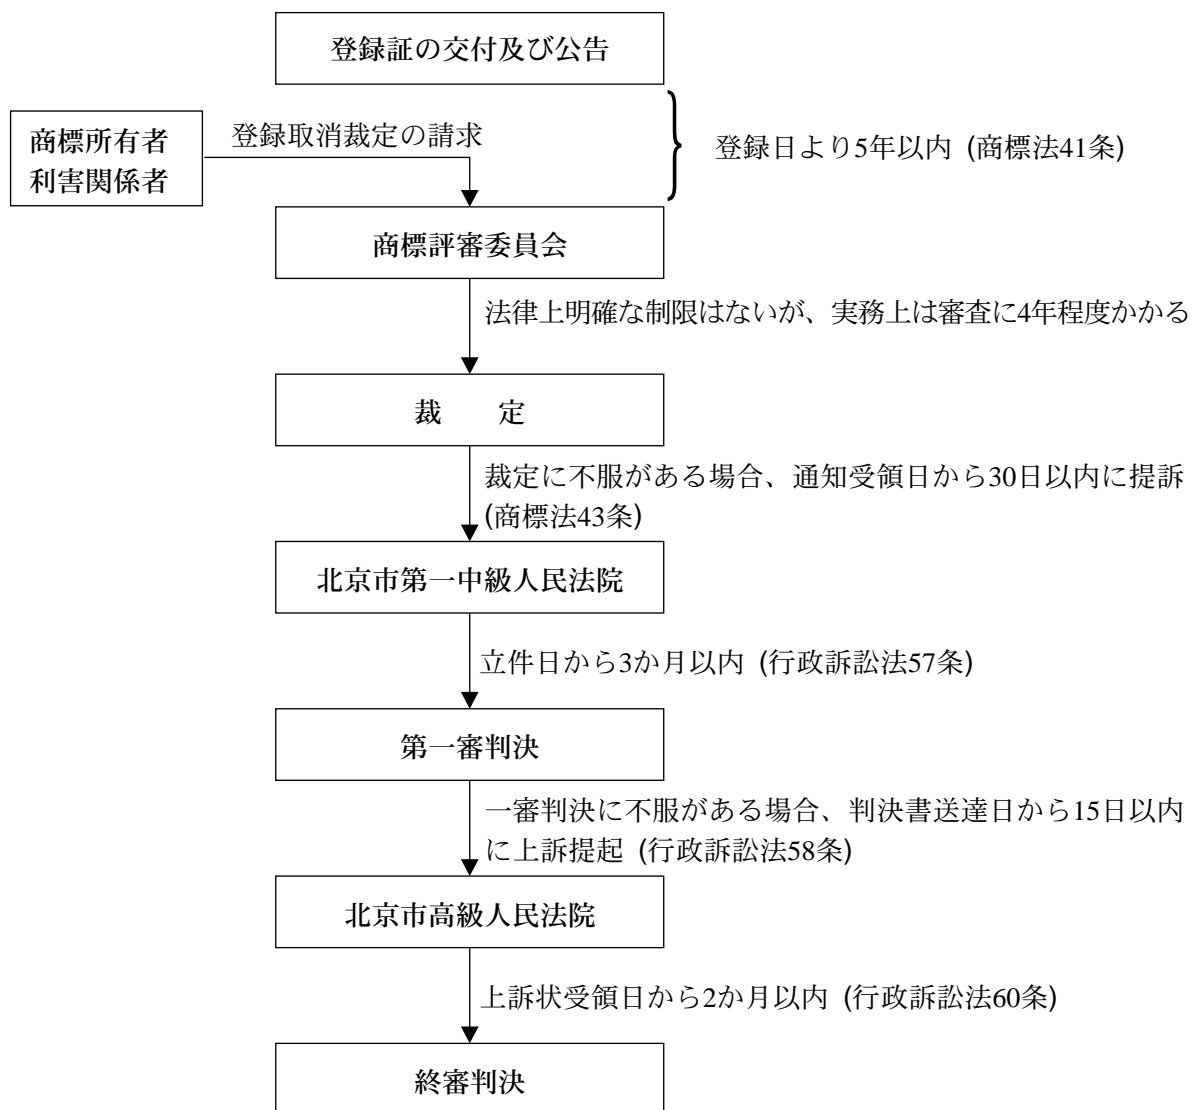 登録証の交付及び公告
商標所有者
利害関係者
登録取消裁定の請求
登録日より5年以内 (商標法41条)
商標評審委員会
法律上明確な制限はないが、実務上は審査に4年程度かかる
裁　定
裁定に不服がある場合、通知受領日から30日以内に提訴
(商標法43条)
北京市第一中級人民法院
立件日から3か月以内 (行政訴訟法57条)
第一審判決
一審判決に不服がある場合、判決書送達日から15日以内
に上訴提起 (行政訴訟法58条)
北京市高級人民法院
上訴状受領日から2か月以内 (行政訴訟法60条)
終審判決